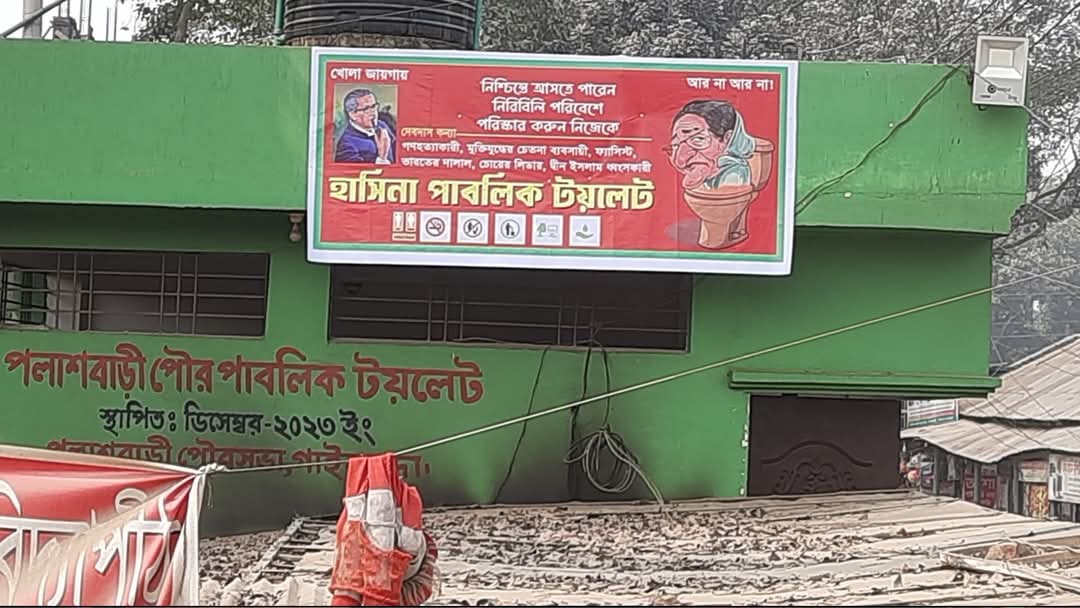 খোলা জায়গায়
আর না আর না!
নিশ্চিন্তে আসতে পারেন
নিরিবিলি পরিবেশে
পরিস্কার করুন নিজেকে
দেবদাস কন্যা
গণহত্যাকারী, মুক্তিযুদ্ধের চেতনা ব্যবসায়ী, ফ্যাসিস্ট,
ভারতের দালাল, চোরের লিডার, দ্বীন ইসলাম ধ্বংসকারী
হাসিনা পাবলিক টয়লেট
পলাশবাড়ী পৌর পাবলিক টয়লেট
স্থাপিত: ডিসেম্বর-২০২৩ ইং
পলাশবাড়ী পৌরসভা,